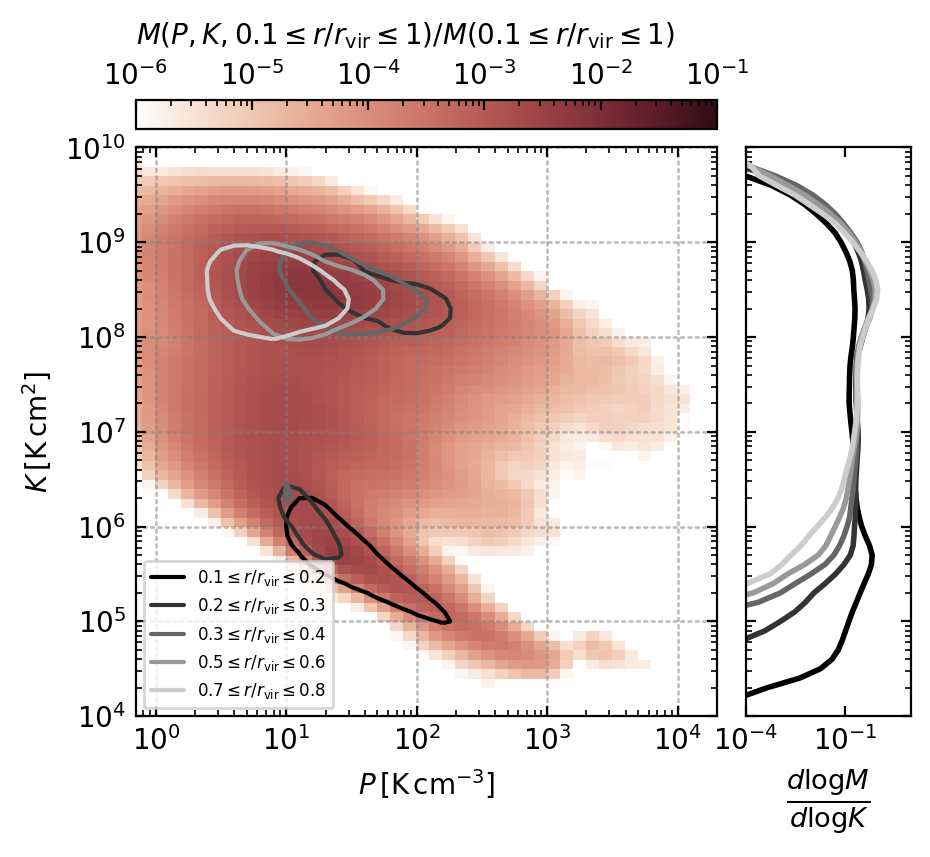 M(P, K, 0.1 ≤ r/r_vir ≤ 1)/M(0.1 ≤ r/r_vir ≤ 1)
10^−6 10^−5 10^−4 10^−3 10^−2 10^−1
10^10
10^9
10^8
10^7
10^6
10^5
10^4
K [K cm^2]
0.1 ≤ r/r_vir ≤ 0.2
0.2 ≤ r/r_vir ≤ 0.3
0.3 ≤ r/r_vir ≤ 0.4
0.5 ≤ r/r_vir ≤ 0.6
0.7 ≤ r/r_vir ≤ 0.8
10^0 10^1 10^2 10^3 10^4 10^−4 10^−1
P [K cm^−3]
dlogM
dlogK